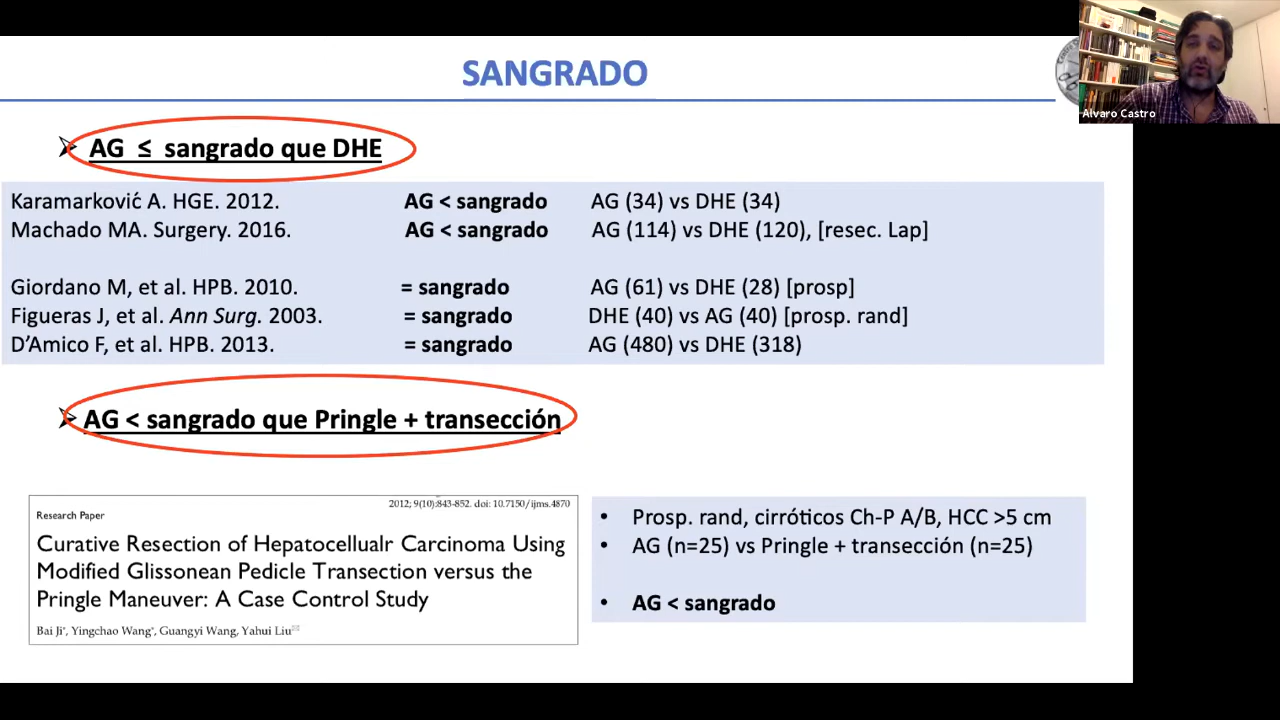 SANGRADO
Alvaro Castro
➢ AG ≤ sangrado que DHE
Karamarković A. HGE. 2012. AG < sangrado AG (34) vs DHE (34)
Machado MA. Surgery. 2016. AG < sangrado AG (114) vs DHE (120), [resec. Lap]
Giordano M, et al. HPB. 2010. = sangrado AG (61) vs DHE (28) [prosp]
Figueras J, et al. Ann Surg. 2003. = sangrado DHE (40) vs AG (40) [prosp. rand]
D’Amico F, et al. HPB. 2013. = sangrado AG (480) vs DHE (318)
➢ AG < sangrado que Pringle + transección
2012; 9(10):843-852. doi: 10.7150/ijms.4870
Research Paper
Curative Resection of Hepatocellualr Carcinoma Using
Modified Glissonean Pedicle Transection versus the
Pringle Maneuver: A Case Control Study
Bai Ji*, Yingchao Wang*, Guangyi Wang, Yahui Liu✉
• Prosp. rand, cirróticos Ch-P A/B, HCC >5 cm
• AG (n=25) vs Pringle + transección (n=25)
• AG < sangrado